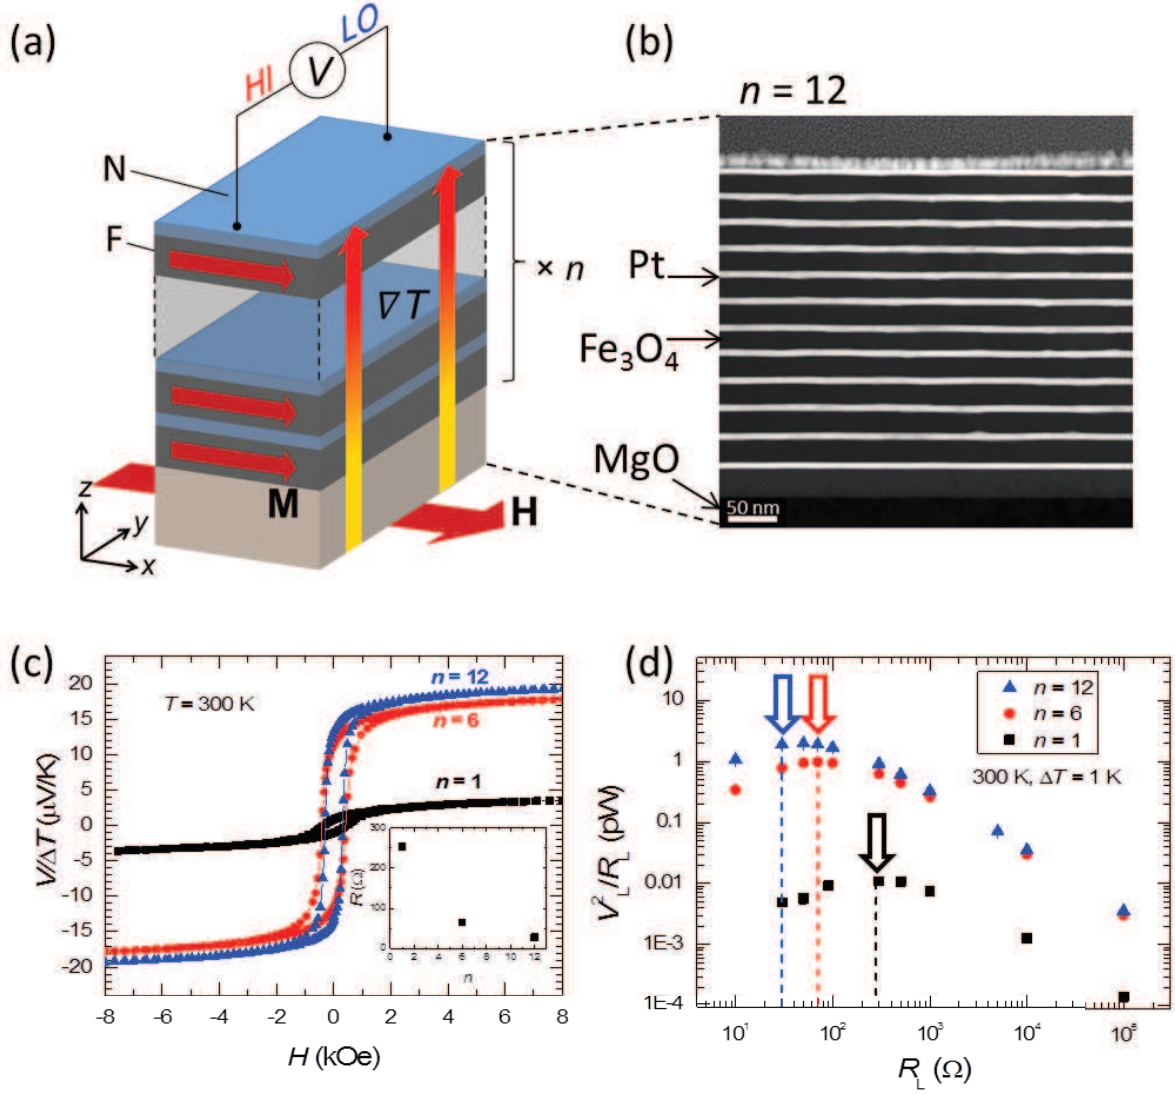 (a)
HI
V
LO
N
F
∇T
× n
M
H
z
y
x
(b)
n = 12
Pt
Fe₃O₄
MgO
50 nm
(c)
T = 300 K
n = 12
n = 6
n = 1
V/ΔT (µV/K)
20
15
10
5
0
-5
-10
-15
-20
-8 -6 -4 -2 0 2 4 6 8
H (kOe)
R (Ω)
300
200
100
0
0 2 4 6 8 10 12
n
(d)
n = 12
n = 6
n = 1
300 K, ΔT = 1 K
V_L²/R_L (pW)
10
1
0.1
0.01
1E-3
1E-4
10¹ 10² 10³ 10⁴ 10⁵
R_L (Ω)